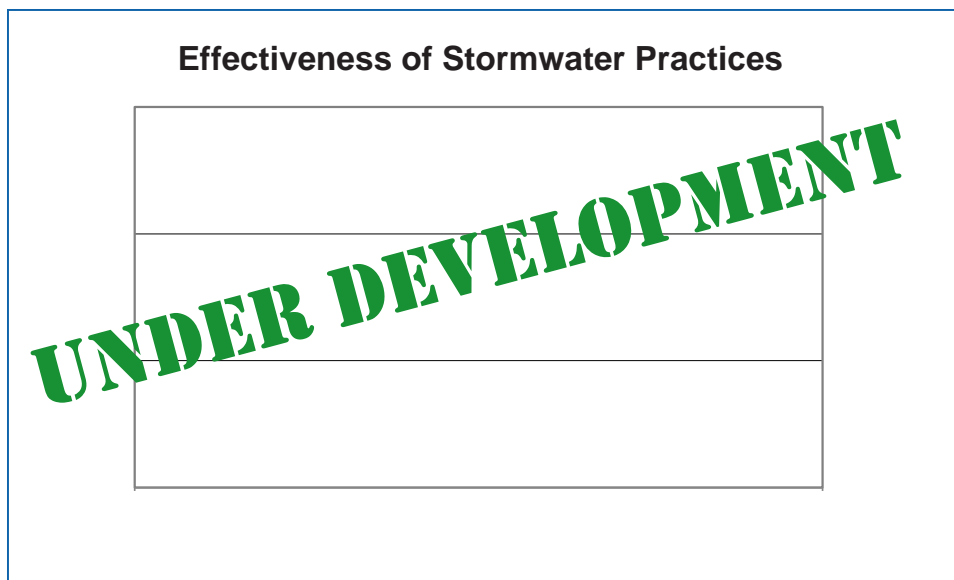 Effectiveness of Stormwater Practices
UNDER DEVELOPMENT